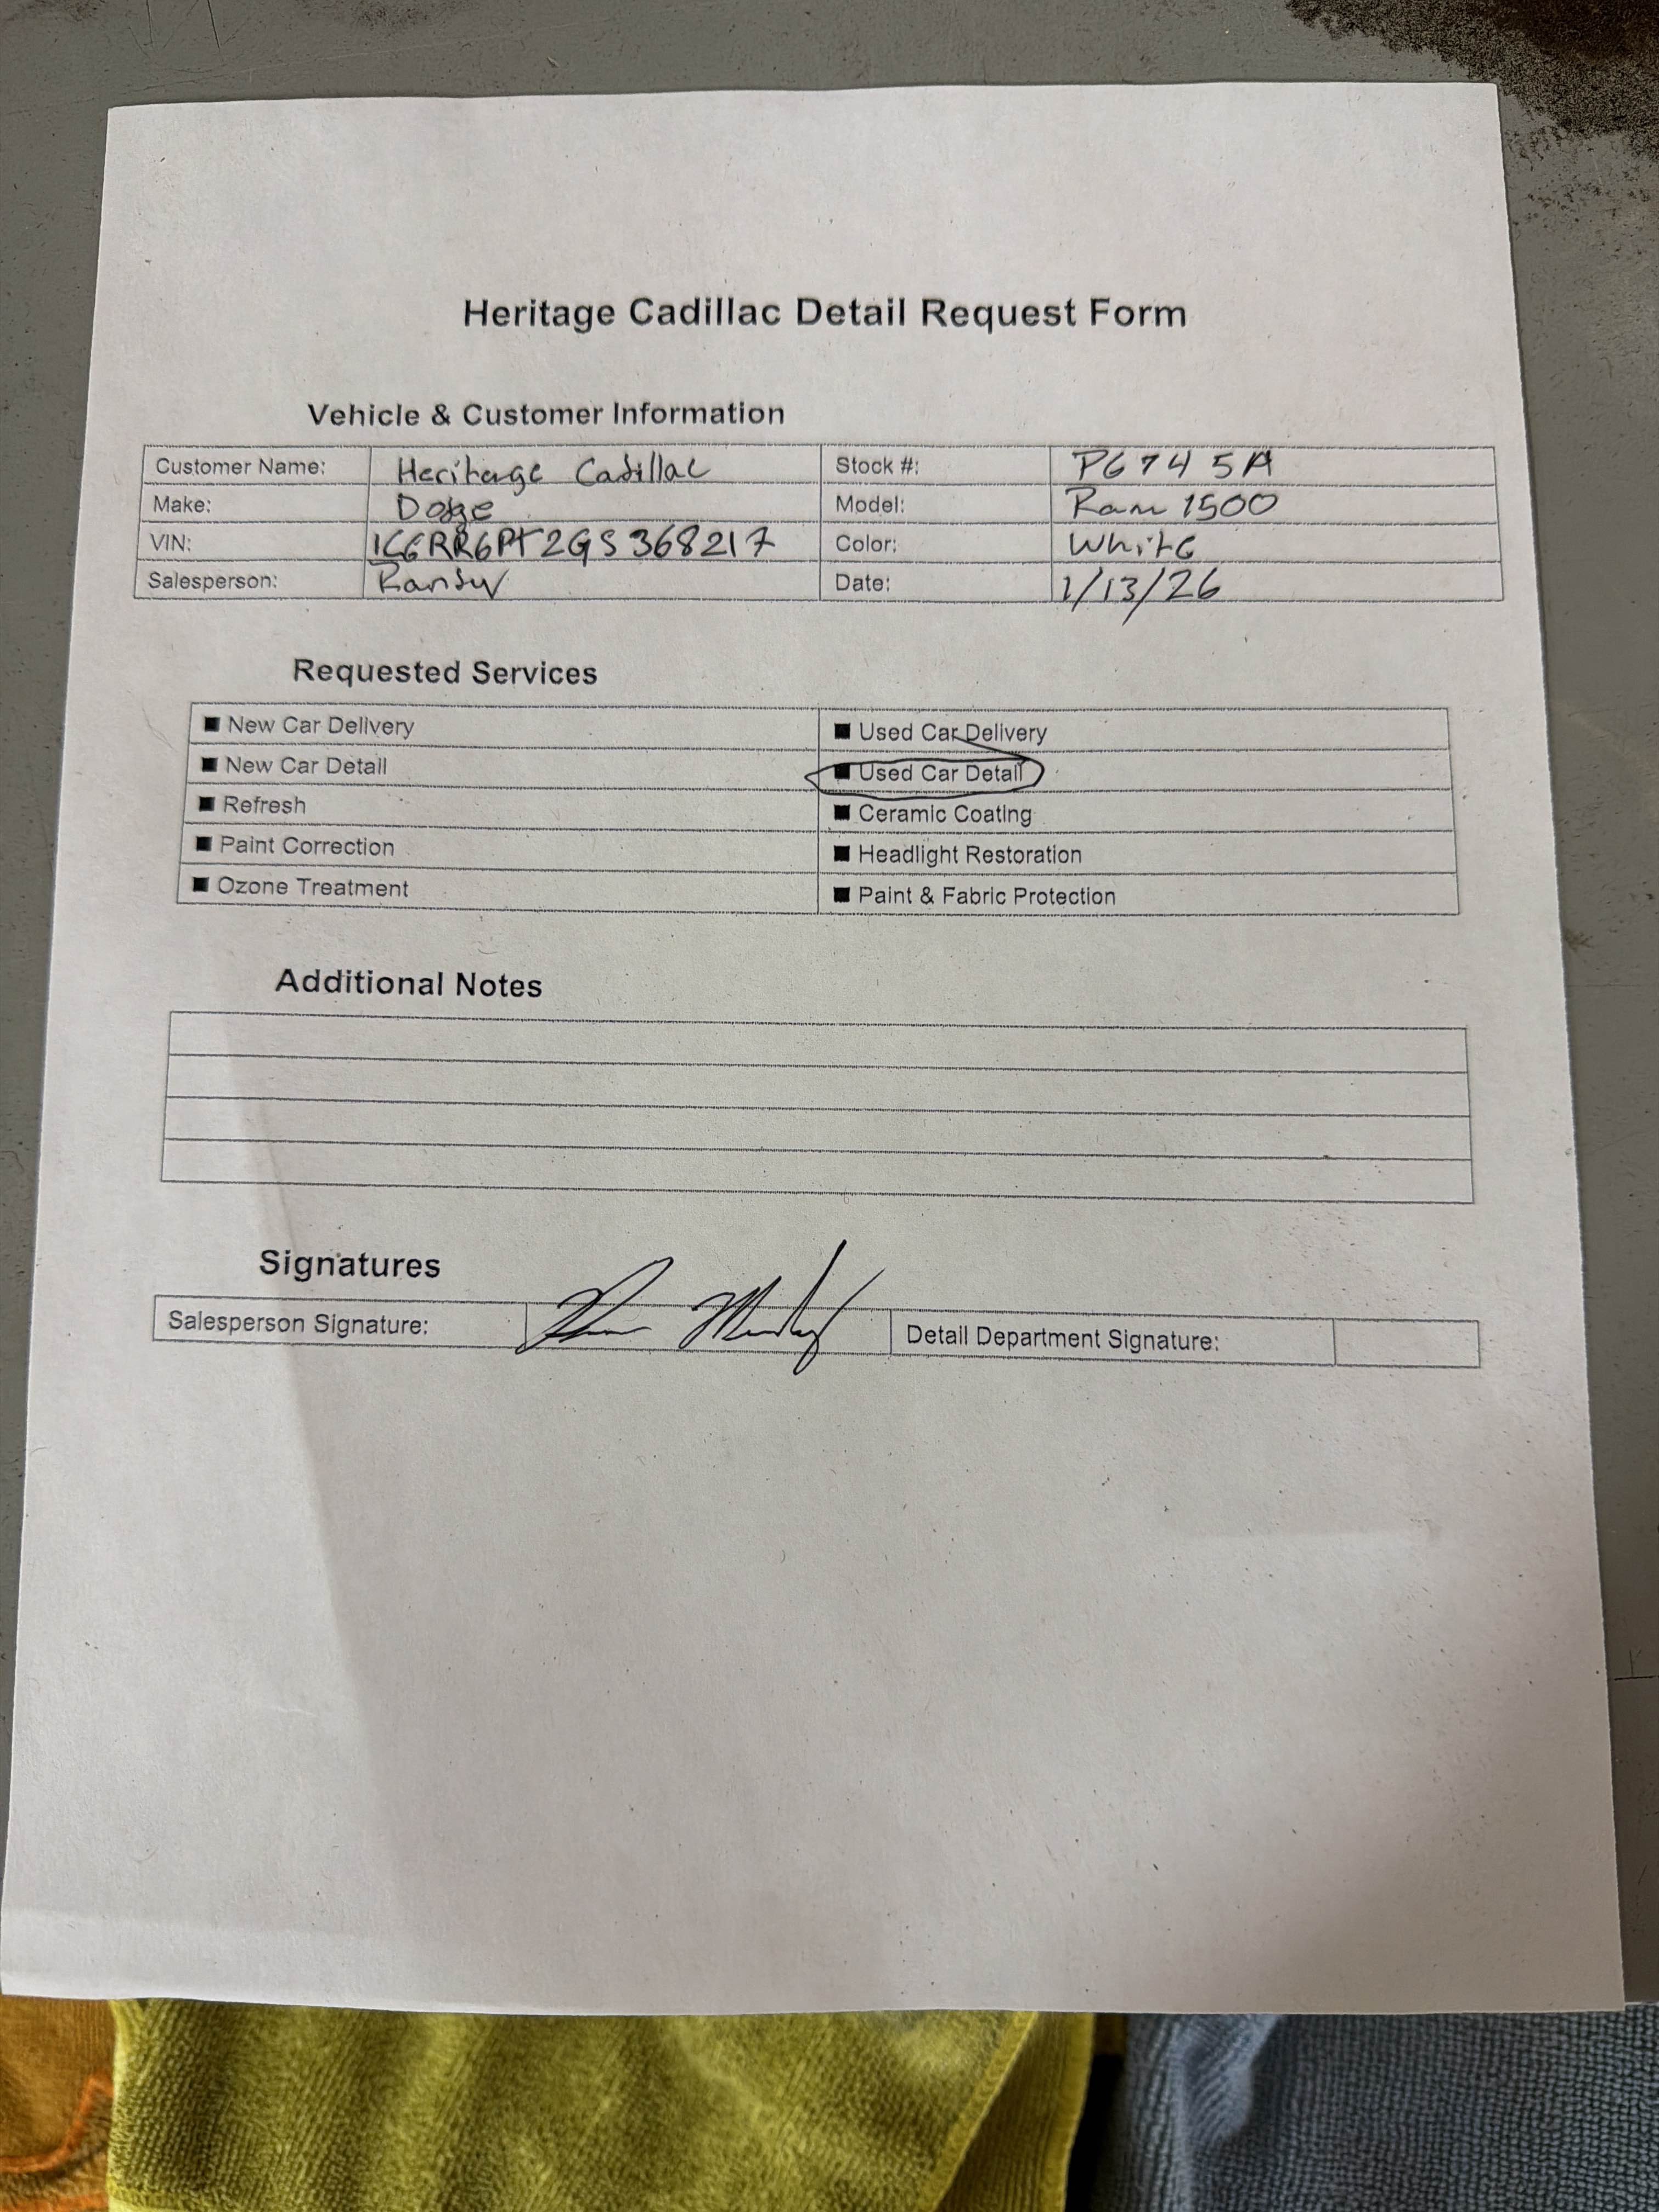 Heritage Cadillac Detail Request Form
Vehicle & Customer Information
Customer Name: Heritage Cadillac Stock #: P6745A
Make: Dodge Model: Ram 1500
VIN: 1C6RR6PT2GS368217 Color: White
Salesperson: Randy Date: 1/13/26
Requested Services
■ New Car Delivery ■ Used Car Delivery
■ New Car Detail ■ Used Car Detail
■ Refresh ■ Ceramic Coating
■ Paint Correction ■ Headlight Restoration
■ Ozone Treatment ■ Paint & Fabric Protection
Additional Notes
Signatures
Salesperson Signature: Detail Department Signature: